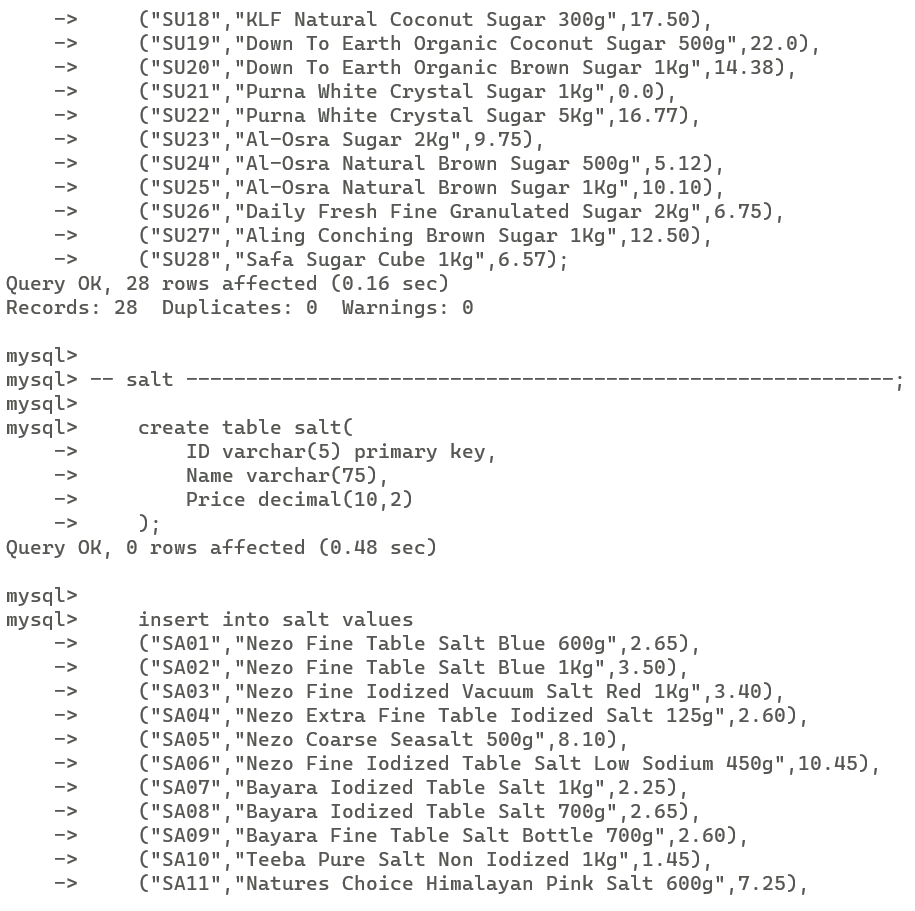 ->     ("SU18","KLF Natural Coconut Sugar 300g",17.50),
    ->     ("SU19","Down To Earth Organic Coconut Sugar 500g",22.0),
    ->     ("SU20","Down To Earth Organic Brown Sugar 1Kg",14.38),
    ->     ("SU21","Purna White Crystal Sugar 1Kg",0.0),
    ->     ("SU22","Purna White Crystal Sugar 5Kg",16.77),
    ->     ("SU23","Al-Osra Sugar 2Kg",9.75),
    ->     ("SU24","Al-Osra Natural Brown Sugar 500g",5.12),
    ->     ("SU25","Al-Osra Natural Brown Sugar 1Kg",10.10),
    ->     ("SU26","Daily Fresh Fine Granulated Sugar 2Kg",6.75),
    ->     ("SU27","Aling Conching Brown Sugar 1Kg",12.50),
    ->     ("SU28","Safa Sugar Cube 1Kg",6.57);
Query OK, 28 rows affected (0.16 sec)
Records: 28  Duplicates: 0  Warnings: 0

mysql>
mysql> -- salt -----------------------------------------------------------;
mysql>
mysql>     create table salt(
    ->         ID varchar(5) primary key,
    ->         Name varchar(75),
    ->         Price decimal(10,2)
    ->     );
Query OK, 0 rows affected (0.48 sec)

mysql>
mysql>     insert into salt values
    ->     ("SA01","Nezo Fine Table Salt Blue 600g",2.65),
    ->     ("SA02","Nezo Fine Table Salt Blue 1Kg",3.50),
    ->     ("SA03","Nezo Fine Iodized Vacuum Salt Red 1Kg",3.40),
    ->     ("SA04","Nezo Extra Fine Table Iodized Salt 125g",2.60),
    ->     ("SA05","Nezo Coarse Seasalt 500g",8.10),
    ->     ("SA06","Nezo Fine Iodized Table Salt Low Sodium 450g",10.45),
    ->     ("SA07","Bayara Iodized Table Salt 1Kg",2.25),
    ->     ("SA08","Bayara Iodized Table Salt 700g",2.65),
    ->     ("SA09","Bayara Fine Table Salt Bottle 700g",2.60),
    ->     ("SA10","Teeba Pure Salt Non Iodized 1Kg",1.45),
    ->     ("SA11","Natures Choice Himalayan Pink Salt 600g",7.25),